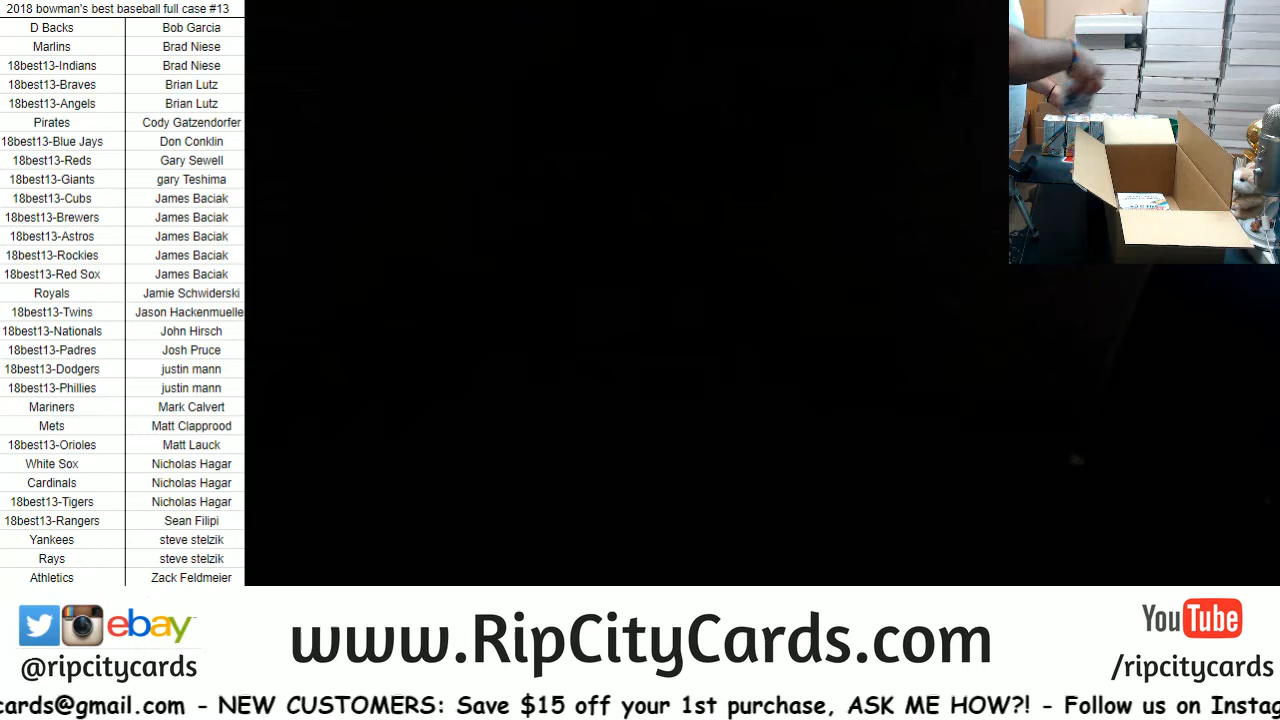 2018 bowman's best baseball full case #13
D Backs Bob Garcia
Marlins Brad Niese
18best13-Indians Brad Niese
18best13-Braves Brian Lutz
18best13-Angels Brian Lutz
Pirates Cody Gatzendorfer
18best13-Blue Jays Don Conklin
18best13-Reds Gary Sewell
18best13-Giants gary Teshima
18best13-Cubs James Baciak
18best13-Brewers James Baciak
18best13-Astros James Baciak
18best13-Rockies James Baciak
18best13-Red Sox James Baciak
Royals Jamie Schwiderski
18best13-Twins Jason Hackenmuelle
18best13-Nationals John Hirsch
18best13-Padres Josh Pruce
18best13-Dodgers justin mann
18best13-Phillies justin mann
Mariners Mark Calvert
Mets Matt Clapprood
18best13-Orioles Matt Lauck
White Sox Nicholas Hagar
Cardinals Nicholas Hagar
18best13-Tigers Nicholas Hagar
18best13-Rangers Sean Filipi
Yankees steve stelzik
Rays steve stelzik
Athletics Zack Feldmeier
ebay
@ripcitycards
www.RipCityCards.com
YouTube
/ripcitycards
cards@gmail.com - NEW CUSTOMERS: Save $15 off your 1st purchase, ASK ME HOW?! - Follow us on Instag